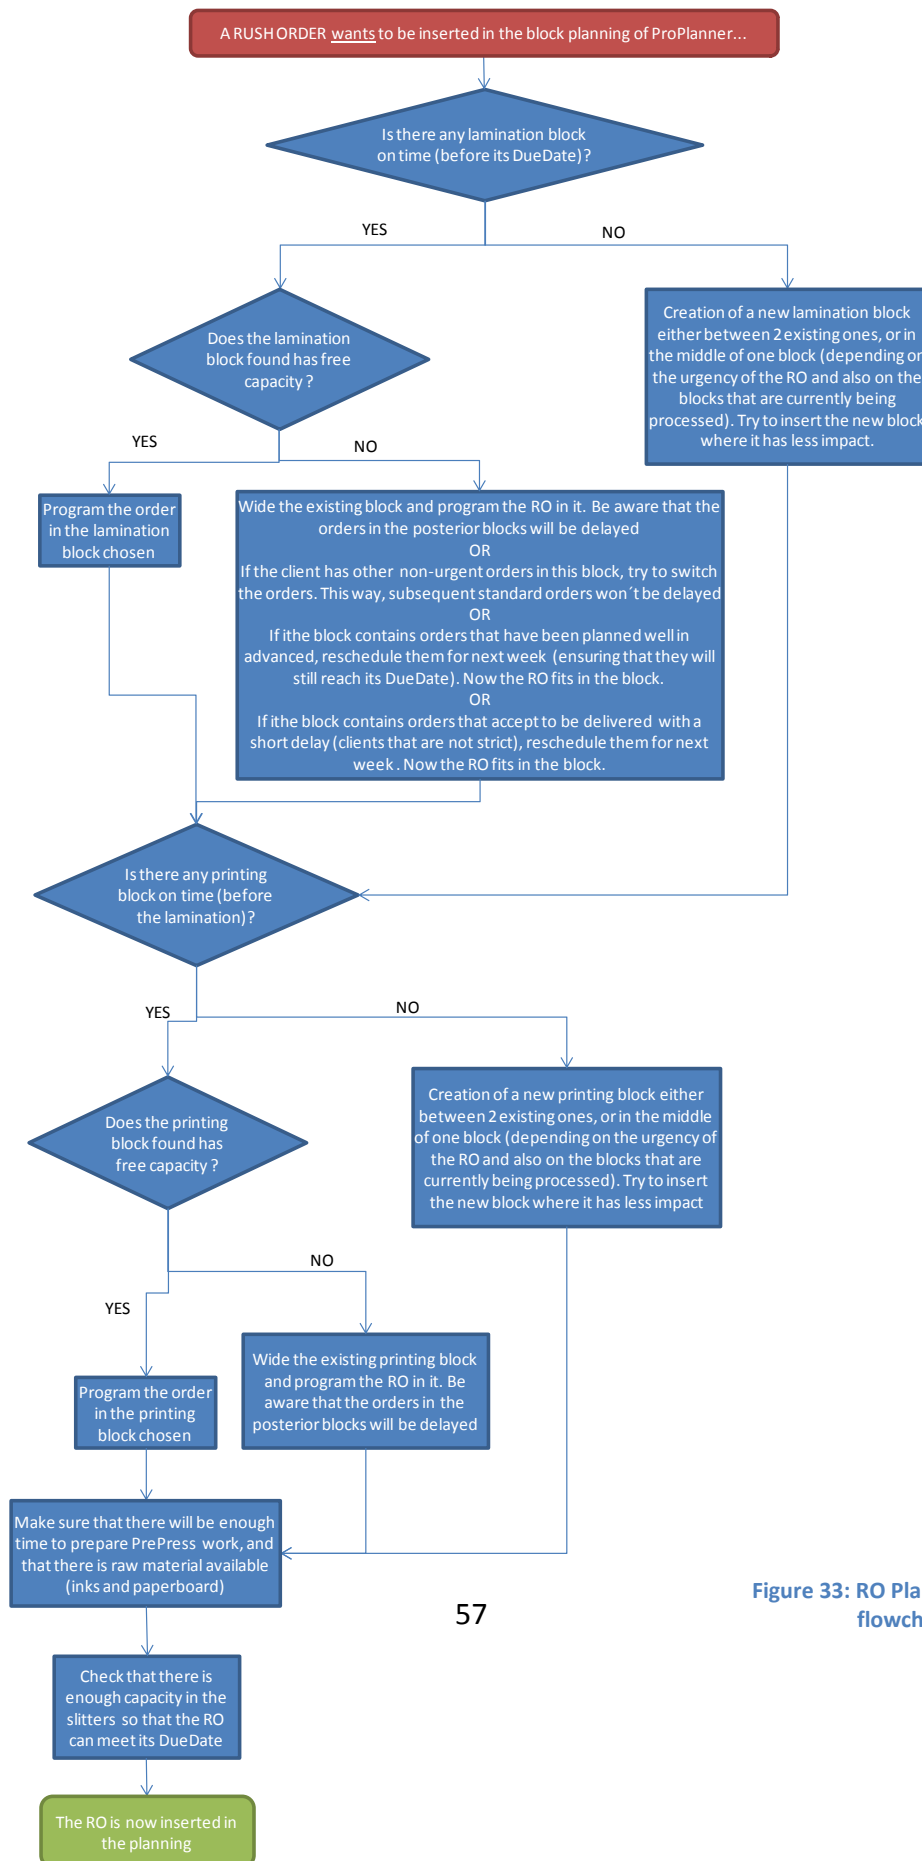 A RUSH ORDER wants to be inserted in the block planning of ProPlanner...
Is there any lamination block
on time (before its DueDate)?
YES
NO
Does the lamination
block found has free
capacity ?
Creation of a new lamination block
either between 2 existing ones, or in
the middle of one block (depending on
the urgency of the RO and also on the
blocks that are currently being
processed). Try to insert the new block
where it has less impact.
YES
NO
Program the order
in the lamination
block chosen
Wide the existing block and program the RO in it. Be aware that the
orders in the posterior blocks will be delayed
OR
If the client has other non-urgent orders in this block, try to switch
the orders. This way, subsequent standard orders won´t be delayed
OR
If ithe block contains orders that have been planned well in
advanced, reschedule them for next week (ensuring that they will
still reach its DueDate). Now the RO fits in the block.
OR
If ithe block contains orders that accept to be delivered with a
short delay (clients that are not strict), reschedule them for next
week . Now the RO fits in the block.
Is there any printing
block on time (before
the lamination)?
YES
NO
Does the printing
block found has
free capacity ?
Creation of a new printing block either
between 2 existing ones, or in the middle
of one block (depending on the urgency of
the RO and also on the blocks that are
currently being processed). Try to insert
the new block where it has less impact
NO
YES
Wide the existing printing block
and program the RO in it. Be
aware that the orders in the
posterior blocks will be delayed
Program the order
in the printing
block chosen
Make sure that there will be enough
time to prepare PrePress work, and
that there is raw material available
(inks and paperboard)
57
Figure 33: RO Pla
flowch
Check that there is
enough capacity in the
slitters so that the RO
can meet its DueDate
The RO is now inserted in
the planning